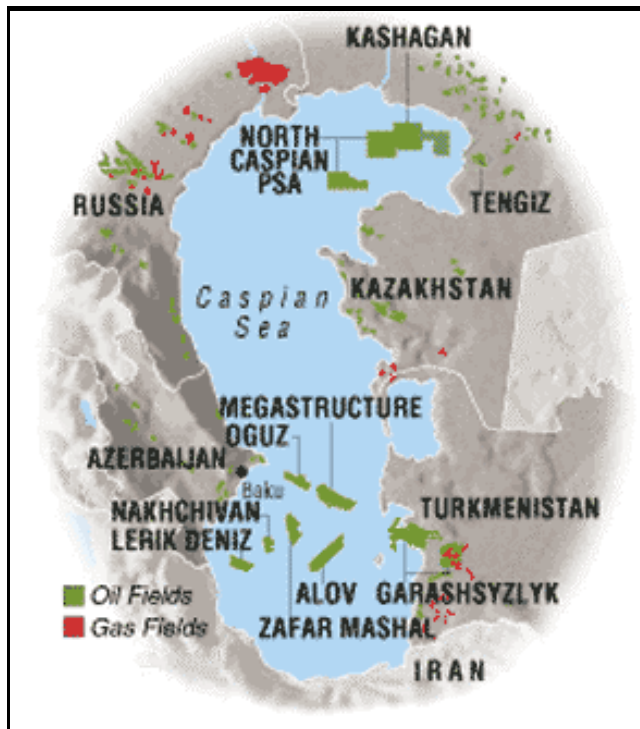 KASHAGAN
NORTH
CASPIAN
PSA
RUSSIA
TENGIZ
Caspian
Sea
KAZAKHSTAN
MEGASTRUCTURE
OGUZ
AZERBAIJAN
Baku
NAKHCHIVAN
LERIK DENIZ
TURKMENISTAN
ALOV
GARASHSYZLYK
ZAFAR MASHAL
Oil Fields
Gas Fields
IRAN